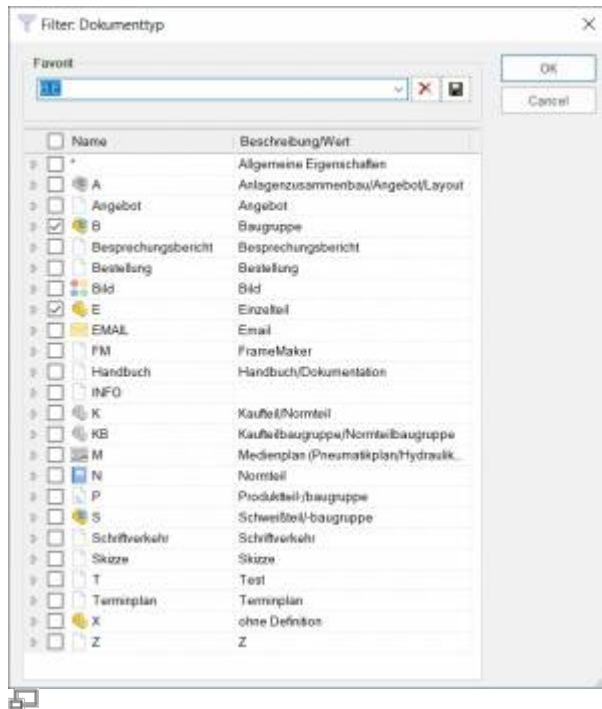 Filter: Dokumenttyp
Favorit
B;E
OK
Cancel
Name Beschreibung/Wert
* Allgemeine Eigenschaften
A Anlagenzusammenbau/Angebot/Layout
Angebot Angebot
B Baugruppe
Besprechungsbericht Besprechungsbericht
Bestellung Bestellung
Bild Bild
E Einzelteil
EMAIL Email
FM FrameMaker
Handbuch Handbuch/Dokumentation
INFO
K Kaufteil/Normteil
KB Kaufteilbaugruppe/Normteilbaugruppe
M Medienplan (Pneumatikplan/Hydraulik...
N Normteil
P Produktteil-/baugruppe
S Schweißteil/-baugruppe
Schriftverkehr Schriftverkehr
Skizze Skizze
T Test
Terminplan Terminplan
X ohne Definition
Z Z